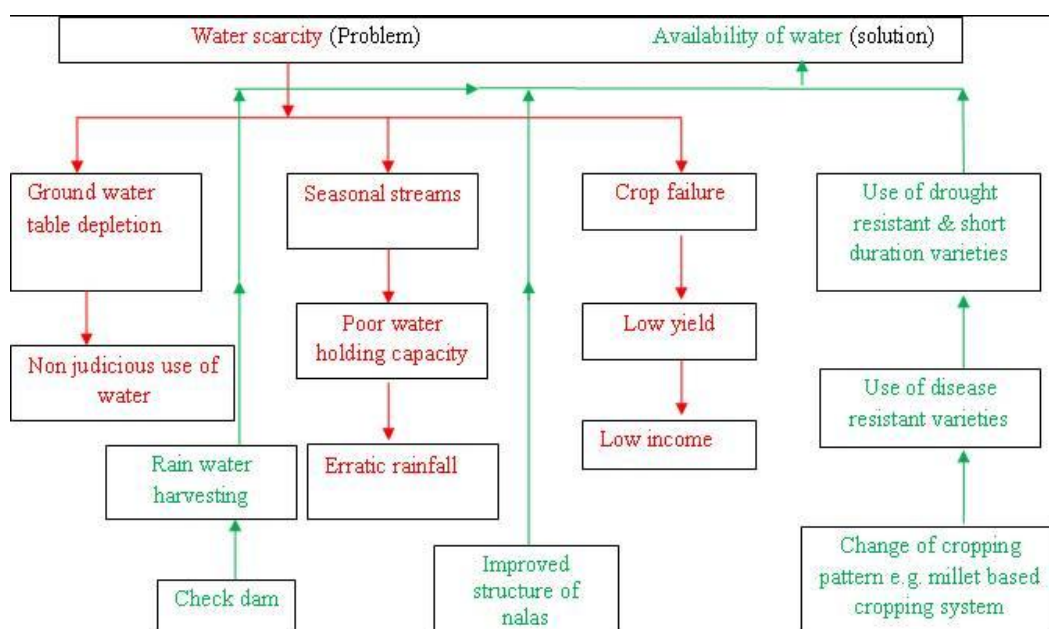 Water scarcity (Problem) Availability of water (solution)
Ground water
table depletion
Seasonal streams
Crop failure
Use of drought
resistant & short
duration varieties
Non judicious use of
water
Poor water
holding capacity
Low yield
Use of disease
resistant varieties
Rain water
harvesting
Erratic rainfall
Low income
Check dam
Improved
structure of
nalas
Change of cropping
pattern e.g. millet based
cropping system